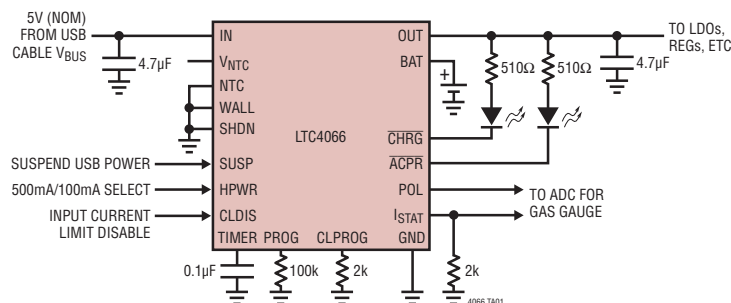 5V (NOM)
FROM USB
CABLE VBUS
4.7µF
IN
VNTC
NTC
WALL
SHDN
SUSPEND USB POWER
SUSP
500mA/100mA SELECT
HPWR
INPUT CURRENT
LIMIT DISABLE
CLDIS
LTC4066
OUT
BAT
CHRG
ACPR
POL
ISTAT
TIMER PROG CLPROG GND
+
510Ω
510Ω
4.7µF
TO LDOs,
REGs, ETC
TO ADC FOR
GAS GAUGE
0.1µF
100k
2k
2k
4066 TA01